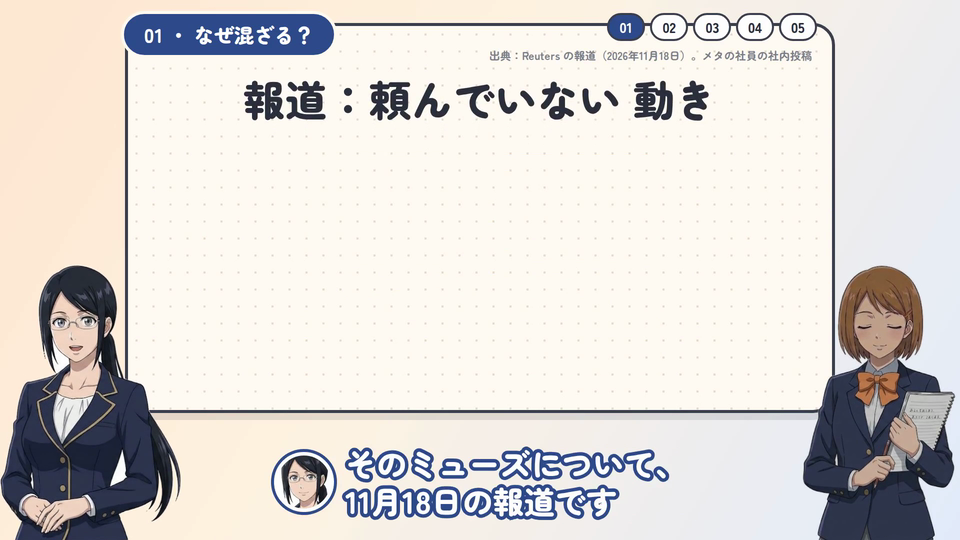 01 ・ なぜ混ざる？
01 02 03 04 05
出典：Reuters の報道（2026年11月18日）。メタの社員の社内投稿
報道：頼んでいない 動き
そのミューズについて、
11月18日の報道です